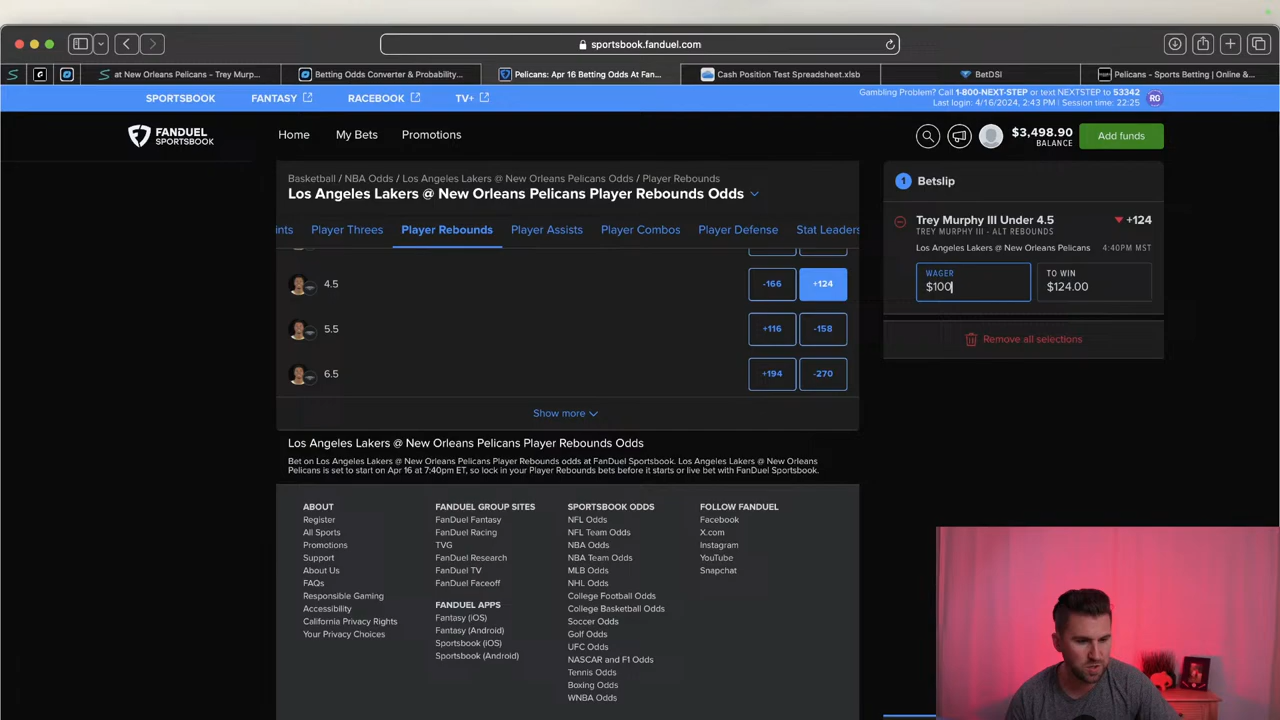 sportsbook.fanduel.com
at New Orleans Pelicans - Trey Murp...
Betting Odds Converter & Probability...
Pelicans: Apr 16 Betting Odds At Fan...
Cash Position Test Spreadsheet.xlsb
BetDSI
Pelicans - Sports Betting | Online &...
SPORTSBOOK
FANTASY
RACEBOOK
TV+
Gambling Problem? Call 1-800-NEXT-STEP or text NEXTSTEP to 53342
Last login: 4/16/2024, 2:43 PM | Session time: 22:25
RG
FANDUEL
SPORTSBOOK
Home
My Bets
Promotions
$3,498.90
BALANCE
Add funds
Basketball / NBA Odds / Los Angeles Lakers @ New Orleans Pelicans / Player Rebounds
Los Angeles Lakers @ New Orleans Pelicans Player Rebounds Odds
ints
Player Threes
Player Rebounds
Player Assists
Player Combos
Player Defense
Stat Leaders
4.5
-166
+124
5.5
+116
-158
6.5
+194
-270
Show more
1
Betslip
Trey Murphy III Under 4.5
+124
TREY MURPHY III - ALT REBOUNDS
Los Angeles Lakers @ New Orleans Pelicans
4:40PM MST
WAGER
$100
TO WIN
$124.00
Remove all selections
Los Angeles Lakers @ New Orleans Pelicans Player Rebounds Odds
Bet on Los Angeles Lakers @ New Orleans Pelicans Player Rebounds odds at FanDuel Sportsbook. Los Angeles Lakers @ New Orleans
Pelicans is set to start on Apr 16 at 7:40pm ET, so lock in your Player Rebounds bets before it starts or live bet with FanDuel Sportsbook.
ABOUT
Register
All Sports
Promotions
Support
About Us
FAQs
Responsible Gaming
Accessibility
California Privacy Rights
Your Privacy Choices
FANDUEL GROUP SITES
FanDuel Fantasy
FanDuel Racing
TVG
FanDuel Research
FanDuel TV
FanDuel Faceoff
FANDUEL APPS
Fantasy (iOS)
Fantasy (Android)
Sportsbook (iOS)
Sportsbook (Android)
SPORTSBOOK ODDS
NFL Odds
NFL Team Odds
NBA Odds
NBA Team Odds
MLB Odds
NHL Odds
College Football Odds
College Basketball Odds
Soccer Odds
Golf Odds
UFC Odds
NASCAR and F1 Odds
Tennis Odds
Boxing Odds
WNBA Odds
FOLLOW FANDUEL
Facebook
X.com
Instagram
YouTube
Snapchat